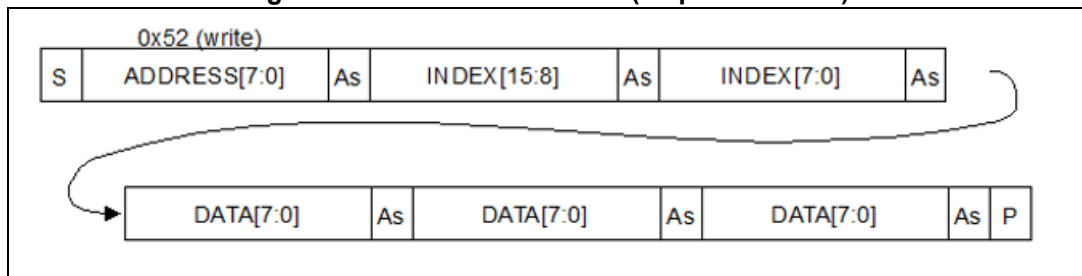 0x52 (write)
S ADDRESS[7:0] As INDEX[15:8] As INDEX[7:0] As
DATA[7:0] As DATA[7:0] As DATA[7:0] As P